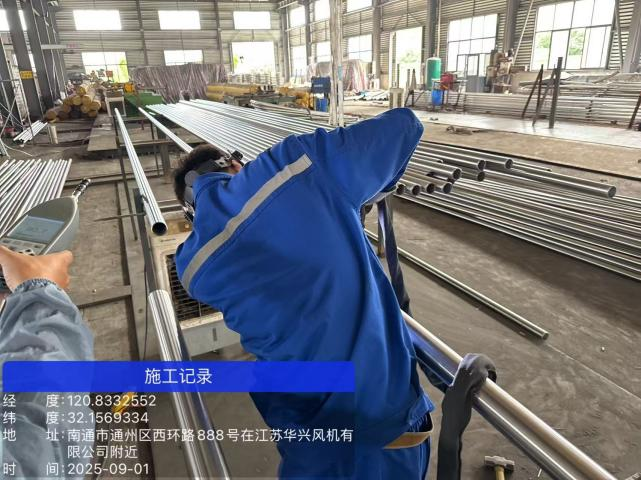 施工记录
经 度:120.8332552
纬 度:32.1569334
地 址:南通市通州区西环路888号在江苏华兴风机有
限公司附近
时 间:2025-09-01